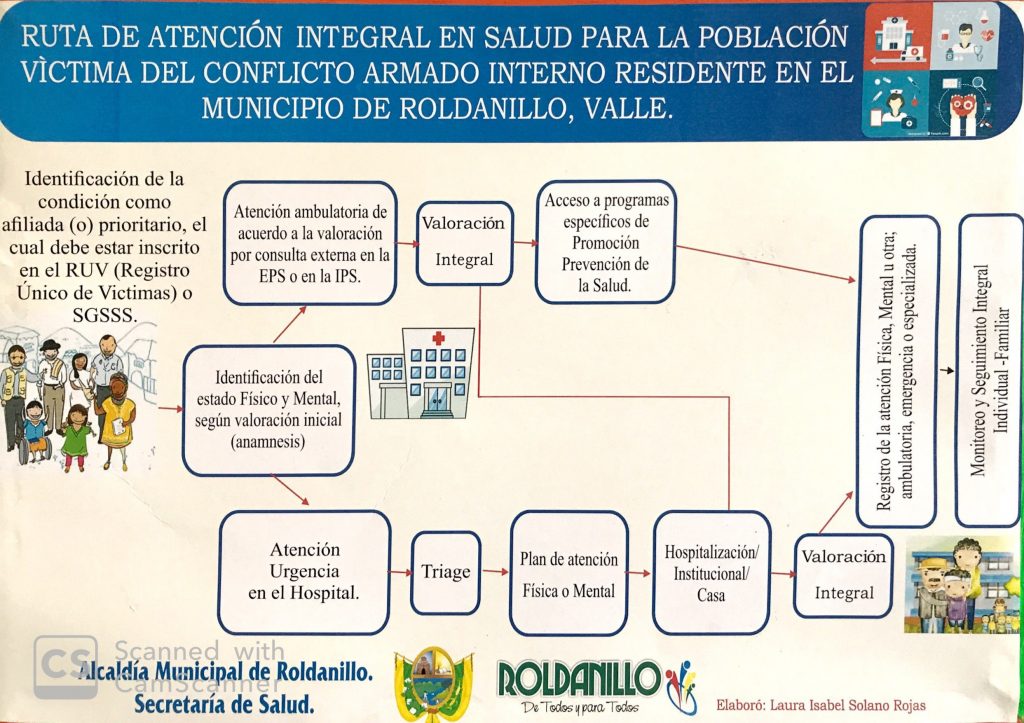 RUTA DE ATENCIÓN INTEGRAL EN SALUD PARA LA POBLACIÓN
VÌCTIMA DEL CONFLICTO ARMADO INTERNO RESIDENTE EN EL
MUNICIPIO DE ROLDANILLO, VALLE.
Identificación de la
condición como
afiliada (o) prioritario, el
cual debe estar inscrito
en el RUV (Registro
Único de Victimas) o
SGSSS.
Identificación del
estado Físico y Mental,
según valoración inicial
(anamnesis)
Atención ambulatoria de
acuerdo a la valoración
por consulta externa en la
EPS o en la IPS.
Valoración
Integral
Acceso a programas
específicos de
Promoción
Prevención de
la Salud.
Atención
Urgencia
en el Hospital.
Triage
Plan de atención
Física o Mental
Hospitalización/
Institucional/
Casa
Valoración
Integral
Registro de la atención Física, Mental u otra;
ambulatoria, emergencia o especializada.
Monitoreo y Seguimiento Integral
Individual -Familiar
CS
Scanned with
CamScanner
Alcaldía Municipal de Roldanillo.
Secretaría de Salud.
ROLDANILLO
De Todos y para Todos
Elaboró: Laura Isabel Solano Rojas